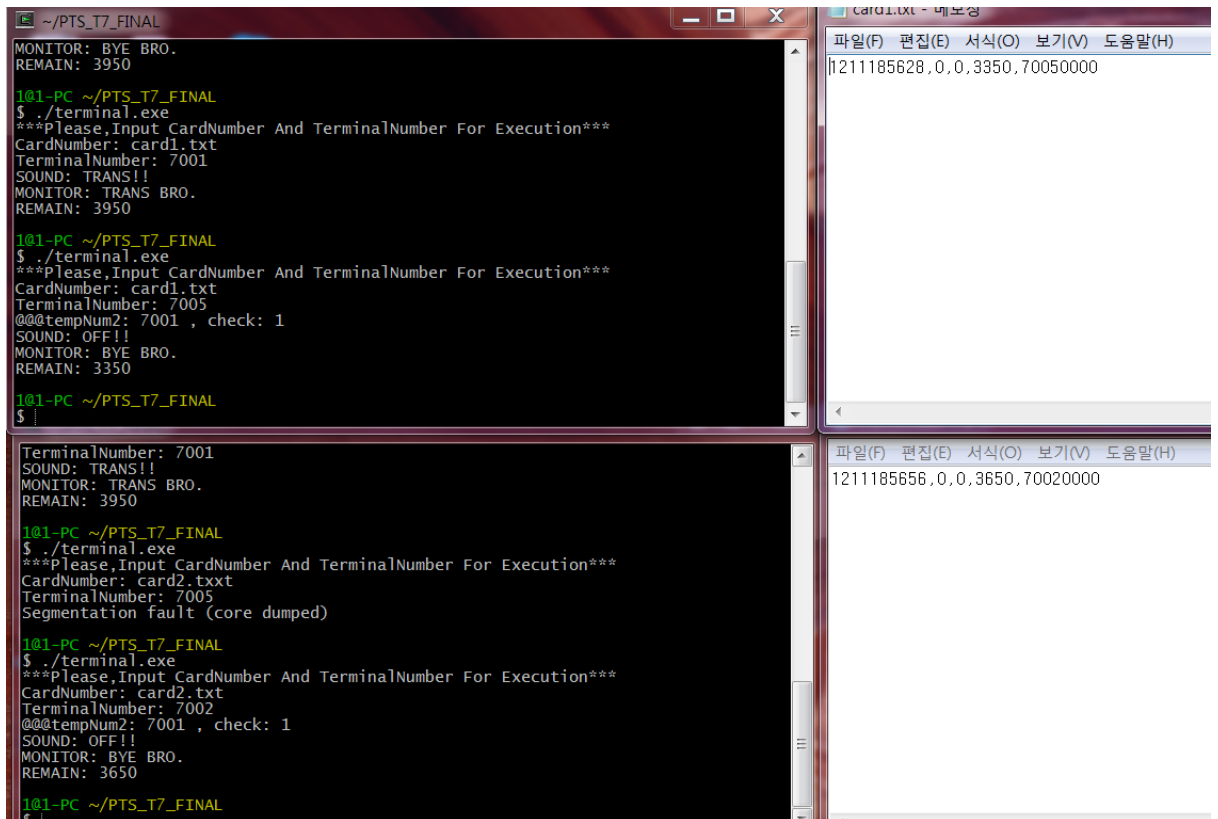 ~/PTS_T7_FINAL
MONITOR: BYE BRO.
REMAIN: 3950
1@1-PC ~/PTS_T7_FINAL
$ ./terminal.exe
***Please,Input CardNumber And TerminalNumber For Execution***
CardNumber: card1.txt
TerminalNumber: 7001
SOUND: TRANS!!
MONITOR: TRANS BRO.
REMAIN: 3950
1@1-PC ~/PTS_T7_FINAL
$ ./terminal.exe
***Please,Input CardNumber And TerminalNumber For Execution***
CardNumber: card1.txt
TerminalNumber: 7005
@@@tempNum2: 7001 , check: 1
SOUND: OFF!!
MONITOR: BYE BRO.
REMAIN: 3350
1@1-PC ~/PTS_T7_FINAL
$
card1.txt - 메모장
파일(F) 편집(E) 서식(O) 보기(V) 도움말(H)
1211185628,0,0,3350,70050000
TerminalNumber: 7001
SOUND: TRANS!!
MONITOR: TRANS BRO.
REMAIN: 3950
1@1-PC ~/PTS_T7_FINAL
$ ./terminal.exe
***Please,Input CardNumber And TerminalNumber For Execution***
CardNumber: card2.txxt
TerminalNumber: 7005
Segmentation fault (core dumped)
1@1-PC ~/PTS_T7_FINAL
$ ./terminal.exe
***Please,Input CardNumber And TerminalNumber For Execution***
CardNumber: card2.txt
TerminalNumber: 7002
@@@tempNum2: 7001 , check: 1
SOUND: OFF!!
MONITOR: BYE BRO.
REMAIN: 3650
1@1-PC ~/PTS_T7_FINAL
$
파일(F) 편집(E) 서식(O) 보기(V) 도움말(H)
1211185656,0,0,3650,70020000